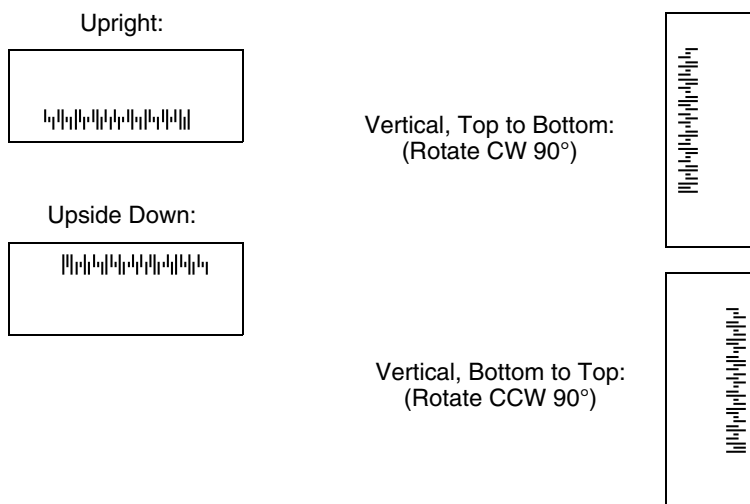 Upright:
Vertical, Top to Bottom:
(Rotate CW 90°)
Upside Down:
Vertical, Bottom to Top:
(Rotate CCW 90°)